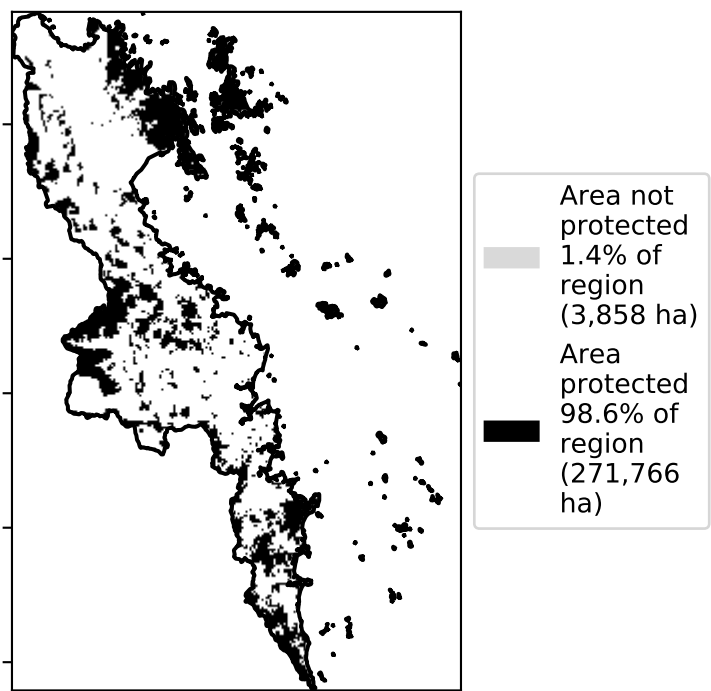 Area not
protected
1.4% of
region
(3,858 ha)
Area
protected
98.6% of
region
(271,766
ha)